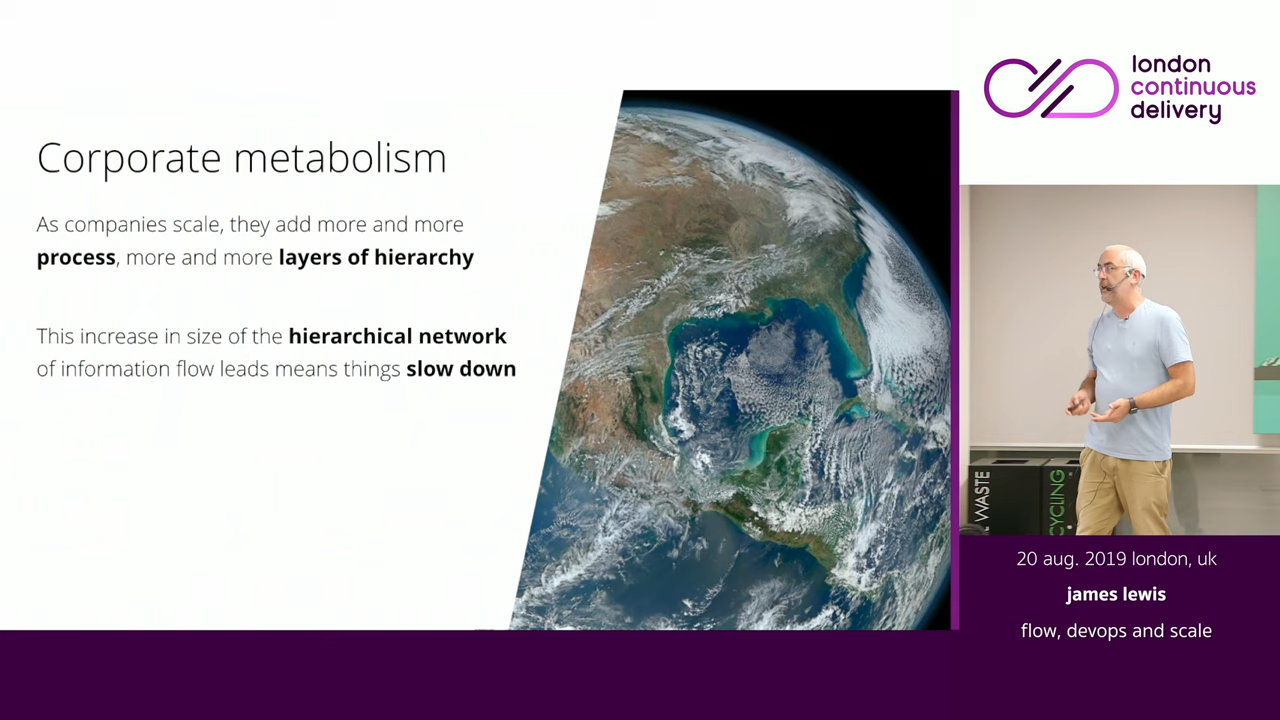 Corporate metabolism
As companies scale, they add more and more
process, more and more layers of hierarchy
This increase in size of the hierarchical network
of information flow leads means things slow down
london
continuous
delivery
WASTE
CYCLING
20 aug. 2019 london, uk
james lewis
flow, devops and scale